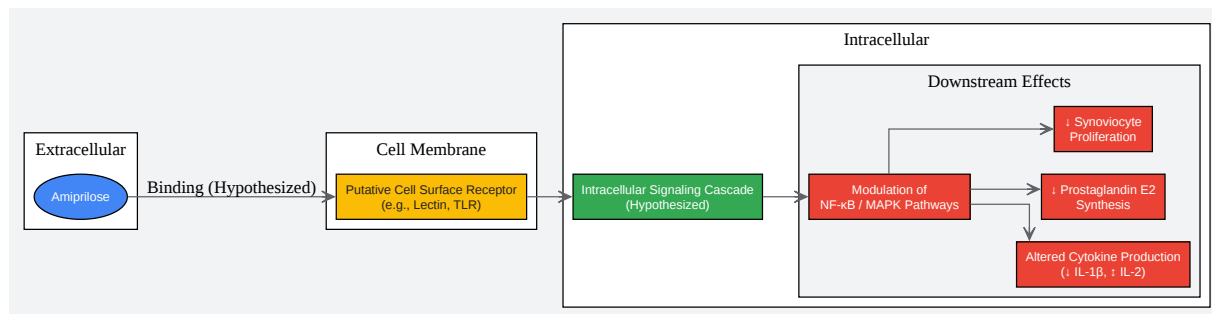 Intracellular
Downstream Effects
Extracellular
Amiprilose
Binding (Hypothesized)
Cell Membrane
Putative Cell Surface Receptor
(e.g., Lectin, TLR)
Intracellular Signaling Cascade
(Hypothesized)
Modulation of
NF-κB / MAPK Pathways
↓ Synoviocyte
Proliferation
↓ Prostaglandin E2
Synthesis
Altered Cytokine Production
(↓ IL-1β, ↕ IL-2)